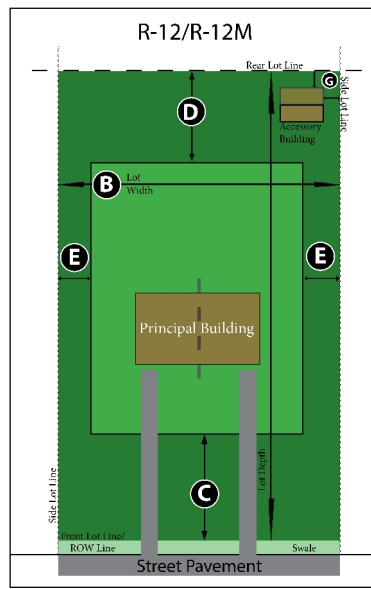 R-12/R-12M
Rear Lot Line
G
Side Lot Line
D
Accessory
Building
B
Lot
Width
E
E
Principal Building
C
Lot Depth
Side Lot Line
Front Lot Line/
ROW Line
Swale
Street Pavement